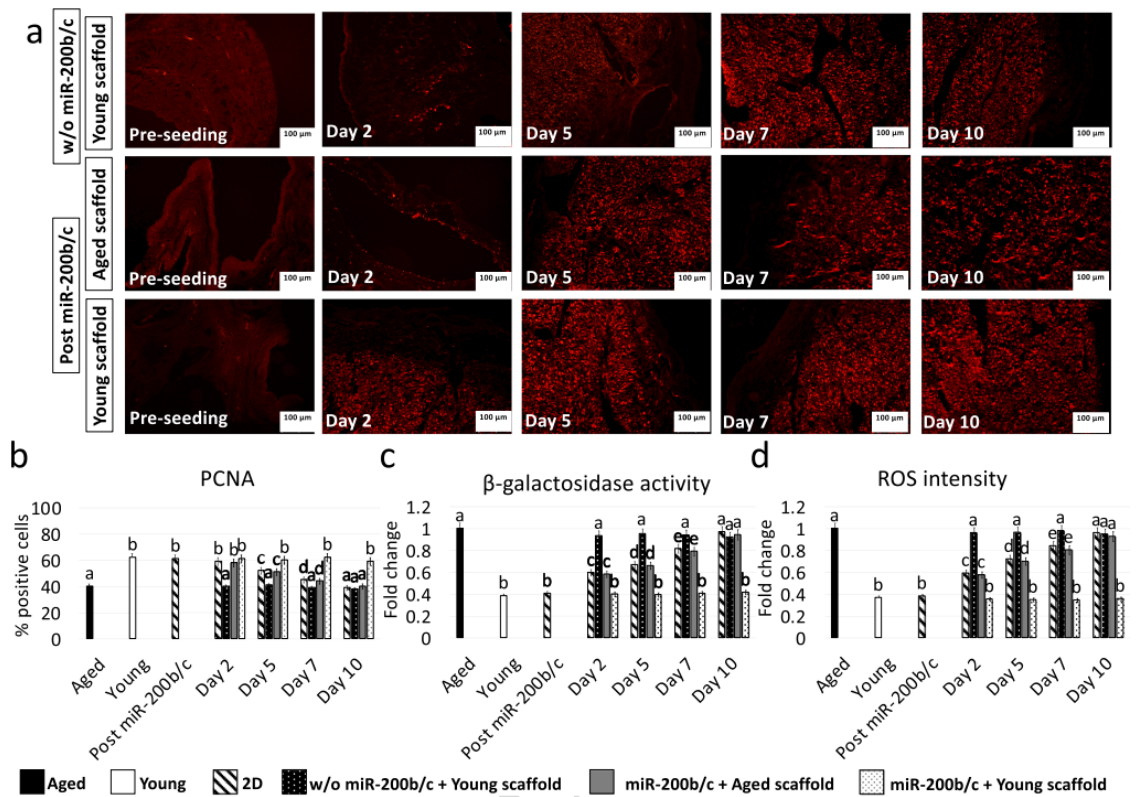 a
w/o miR-200b/c
Young scaffold
Pre-seeding
100 µm
Day 2
100 µm
Day 5
100 µm
Day 7
100 µm
Day 10
100 µm
Post miR-200b/c
Aged scaffold
Pre-seeding
100 µm
Day 2
100 µm
Day 5
100 µm
Day 7
100 µm
Day 10
100 µm
Young scaffold
Pre-seeding
100 µm
Day 2
100 µm
Day 5
100 µm
Day 7
100 µm
Day 10
100 µm
b
PCNA
% positive cells
100
80
60
40
20
0
a b b b a b b c a c b d a d b a a a b
Aged
Young
Post miR-200b/c
Day 2
Day 5
Day 7
Day 10
c
β-galactosidase activity
Fold change
1.2
1
0.8
0.6
0.4
0.2
0
a b b c a c b d a d b e a e b a a a b
Aged
Young
Post miR-200b/c
Day 2
Day 5
Day 7
Day 10
d
ROS intensity
Fold change
1.2
1
0.8
0.6
0.4
0.2
0
a b b c a c b d a d b e a e b a a a b
Aged
Young
Post miR-200b/c
Day 2
Day 5
Day 7
Day 10
Aged
Young
2D
w/o miR-200b/c + Young scaffold
miR-200b/c + Aged scaffold
miR-200b/c + Young scaffold